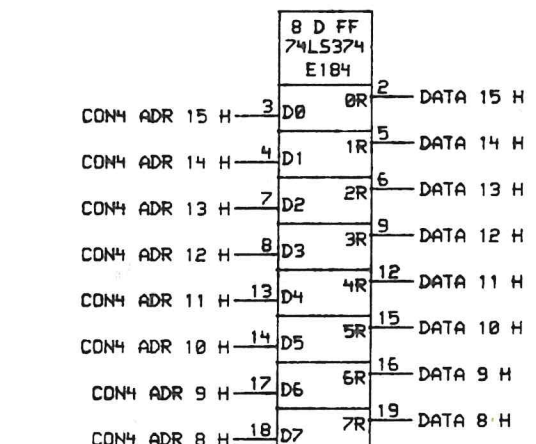 8 D FF
74LS374
E184
CON4 ADR 15 H 3 D0 0R 2 DATA 15 H
CON4 ADR 14 H 4 D1 1R 5 DATA 14 H
CON4 ADR 13 H 7 D2 2R 6 DATA 13 H
CON4 ADR 12 H 8 D3 3R 9 DATA 12 H
CON4 ADR 11 H 13 D4 4R 12 DATA 11 H
CON4 ADR 10 H 14 D5 5R 15 DATA 10 H
CON4 ADR 9 H 17 D6 6R 16 DATA 9 H
CON4 ADR 8 H 18 D7 7R 19 DATA 8 H